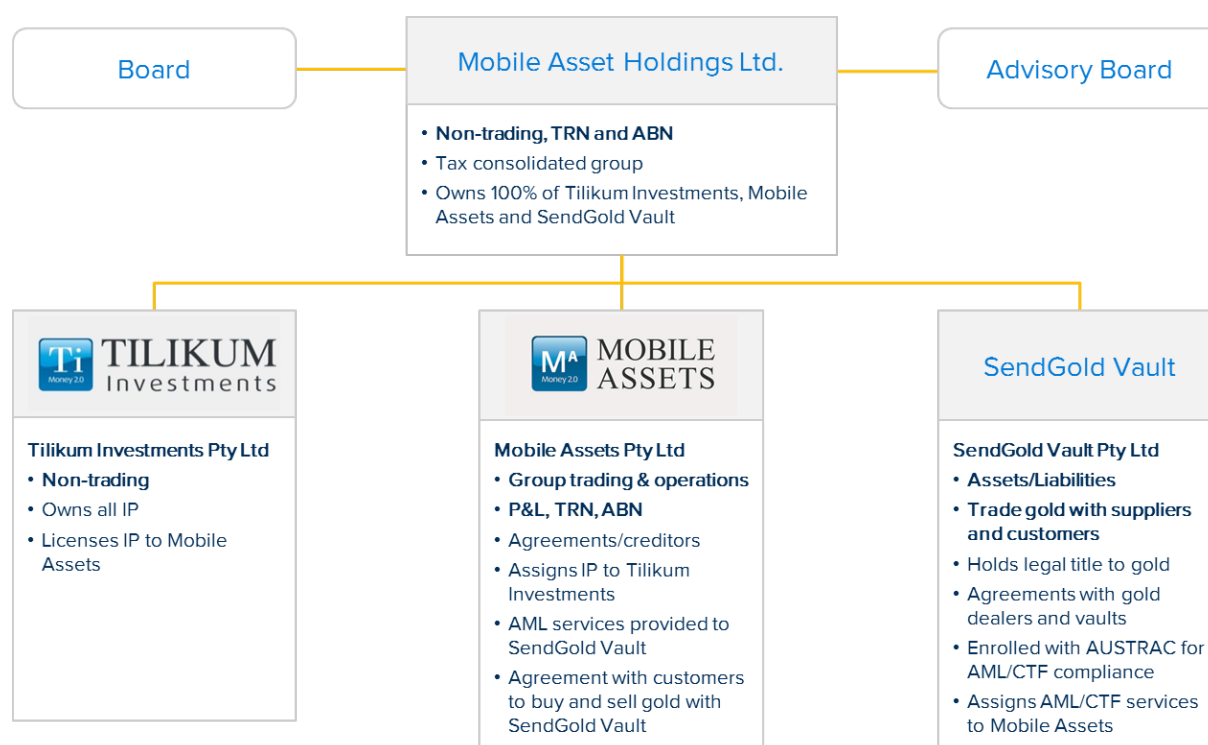 Board
Mobile Asset Holdings Ltd.
Advisory Board
• Non-trading, TRN and ABN
• Tax consolidated group
• Owns 100% of Tilikum Investments, Mobile
Assets and SendGold Vault
Ti
Money 2.0
TILIKUM
Investments
Tilikum Investments Pty Ltd
• Non-trading
• Owns all IP
• Licenses IP to Mobile
Assets
MA
Money 2.0
MOBILE
ASSETS
Mobile Assets Pty Ltd
• Group trading & operations
• P&L, TRN, ABN
• Agreements/creditors
• Assigns IP to Tilikum
Investments
• AML services provided to
SendGold Vault
• Agreement with customers
to buy and sell gold with
SendGold Vault
SendGold Vault
SendGold Vault Pty Ltd
• Assets/Liabilities
• Trade gold with suppliers
and customers
• Holds legal title to gold
• Agreements with gold
dealers and vaults
• Enrolled with AUSTRAC for
AML/CTF compliance
• Assigns AML/CTF services
to Mobile Assets